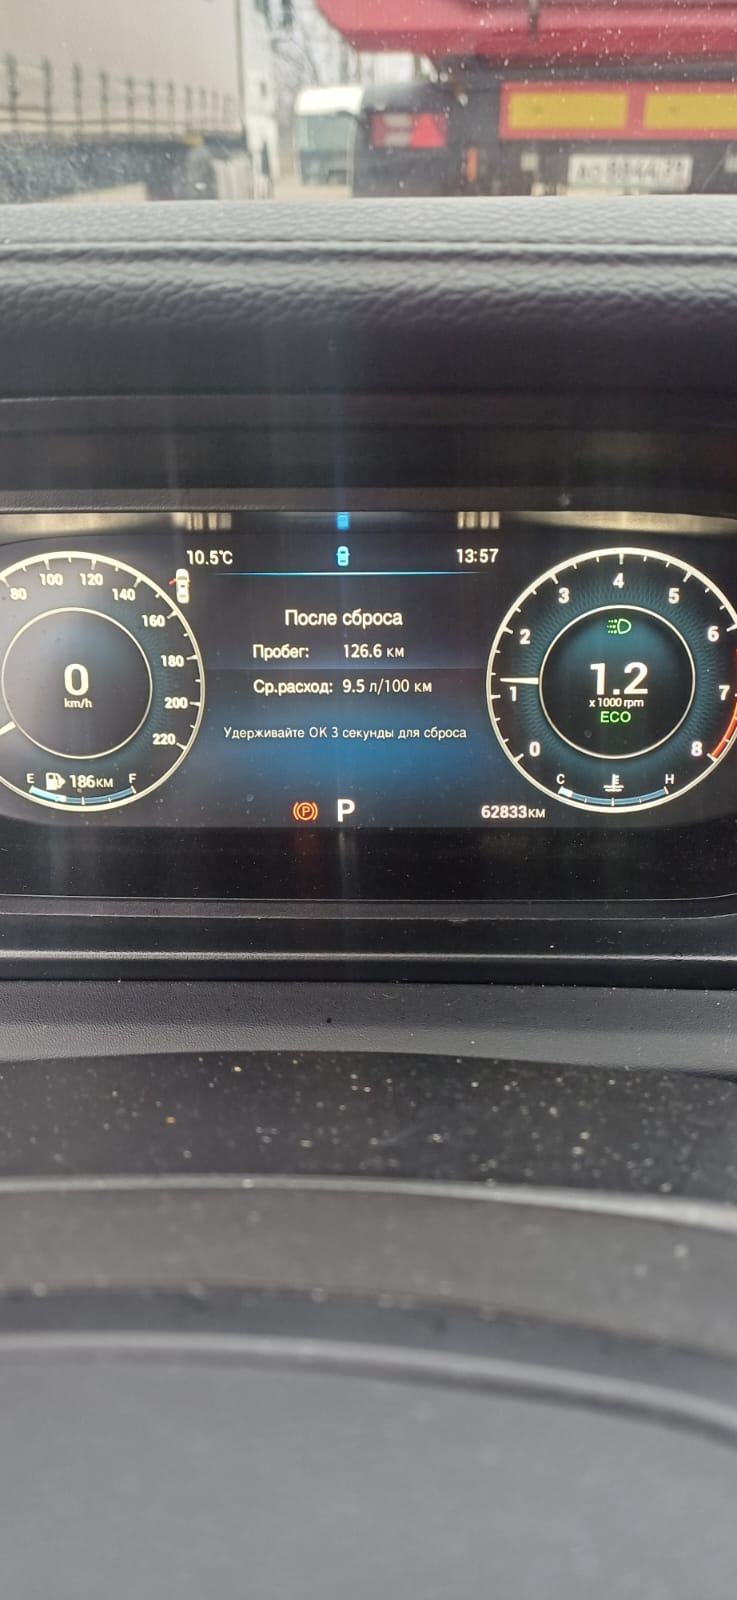 10.5°C
13:57
80 100 120 140 160 180 200 220
0
km/h
E 186км F
После сброса
Пробег: 126.6 км
Ср.расход: 9.5 л/100 км
Удерживайте ОК 3 секунды для сброса
P P
0 1 2 3 4 5 6 7 8
1.2
x 1000 rpm
ECO
C H
62833км